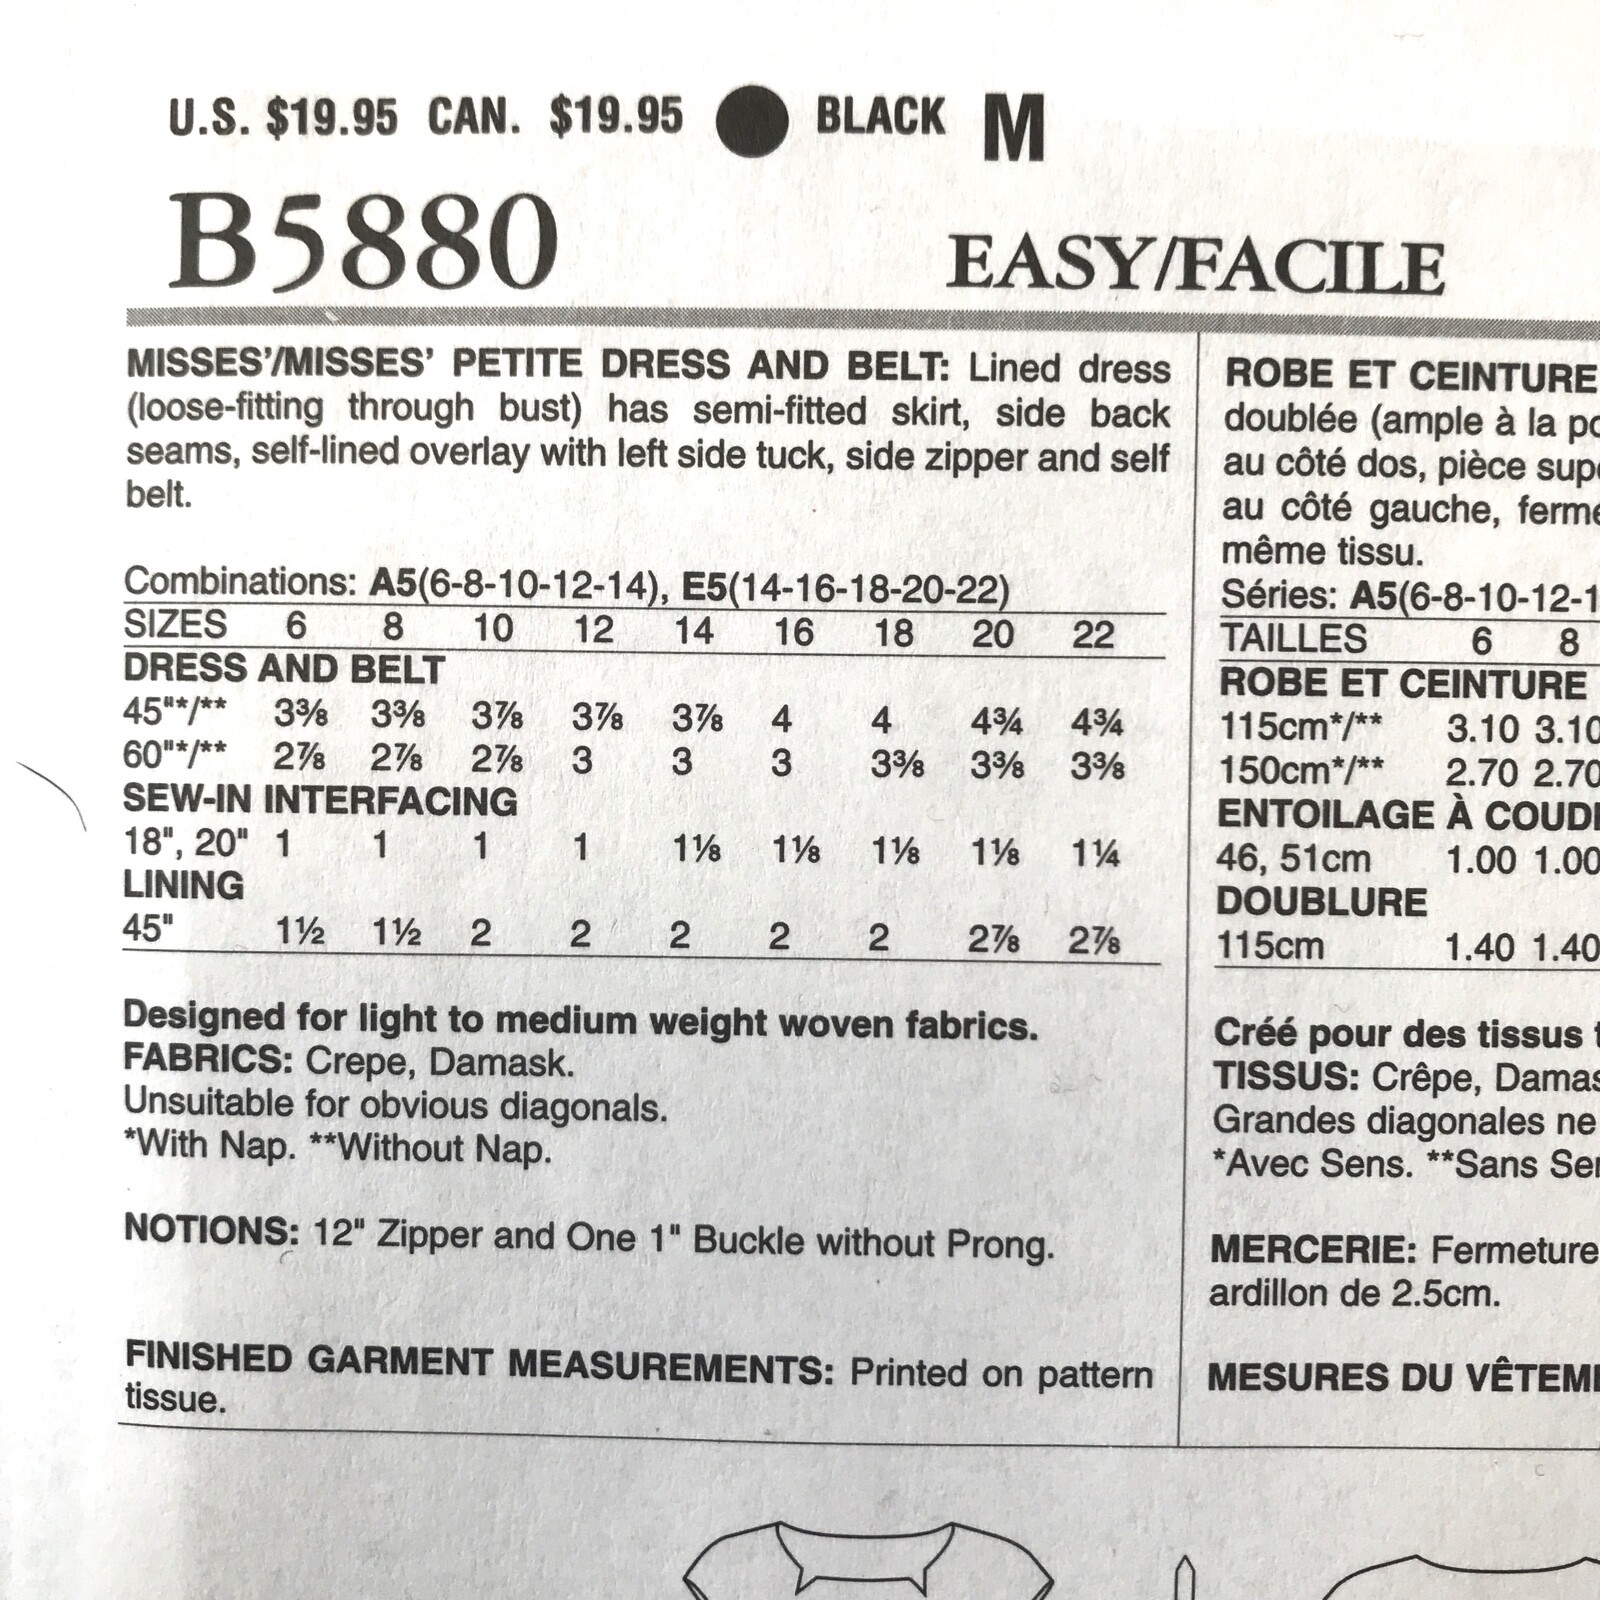 U.S. $19.95 CAN. $19.95 BLACK M
B5880
EASY/FACILE
MISSES'/MISSES' PETITE DRESS AND BELT: Lined dress
(loose-fitting through bust) has semi-fitted skirt, side back
seams, self-lined overlay with left side tuck, side zipper and self
belt.
Combinations: A5(6-8-10-12-14), E5(14-16-18-20-22)
SIZES 6 8 10 12 14 16 18 20 22
DRESS AND BELT
45"*/** 3⅜ 3⅜ 3⅞ 3⅞ 3⅞ 4 4 4¾ 4¾
60"*/** 2⅞ 2⅞ 2⅞ 3 3 3 3⅜ 3⅜ 3⅜
SEW-IN INTERFACING
18", 20" 1 1 1 1 1⅛ 1⅛ 1⅛ 1⅛ 1¼
LINING
45" 1½ 1½ 2 2 2 2 2 2⅞ 2⅞
Designed for light to medium weight woven fabrics.
FABRICS: Crepe, Damask.
Unsuitable for obvious diagonals.
*With Nap. **Without Nap.
NOTIONS: 12" Zipper and One 1" Buckle without Prong.
FINISHED GARMENT MEASUREMENTS: Printed on pattern
tissue.
ROBE ET CEINTURE
doublée (ample à la po
au côté dos, pièce sup
au côté gauche, ferme
même tissu.
Séries: A5(6-8-10-12-1
TAILLES 6 8
ROBE ET CEINTURE
115cm*/** 3.10 3.10
150cm*/** 2.70 2.70
ENTOILAGE À COUD
46, 51cm 1.00 1.00
DOUBLURE
115cm 1.40 1.40
Créé pour des tissus
TISSUS: Crêpe, Damas
Grandes diagonales ne
*Avec Sens. **Sans Se
MERCERIE: Fermeture
ardillon de 2.5cm.
MESURES DU VÊTEM